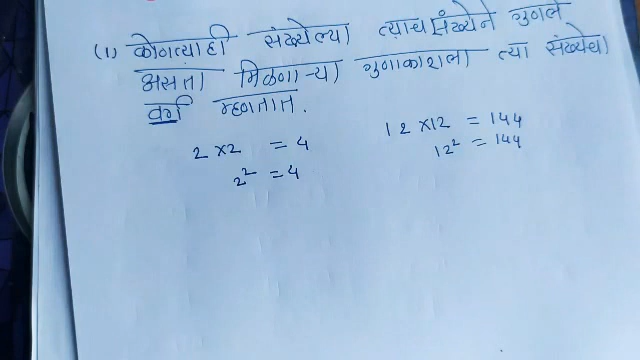 (1) कोणत्याही संख्येल्या त्याच संख्येने गुणले
असता मिळणाऱ्या गुणाकाराला त्या संख्येचा
वर्ग म्हणतात.
2 × 2 = 4 12 × 12 = 144
2² = 4 12² = 144